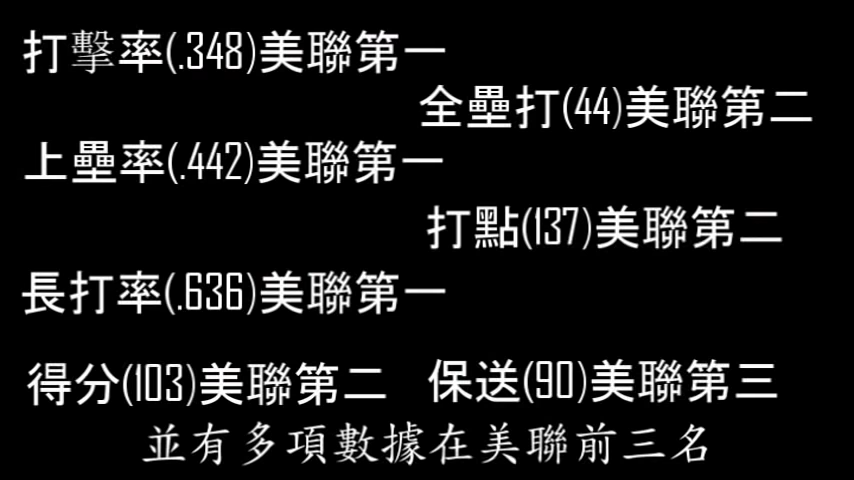 打擊率(.348)美聯第一
全壘打(44)美聯第二
上壘率(.442)美聯第一
打點(137)美聯第二
長打率(.636)美聯第一
得分(103)美聯第二
保送(90)美聯第三
並有多項數據在美聯前三名